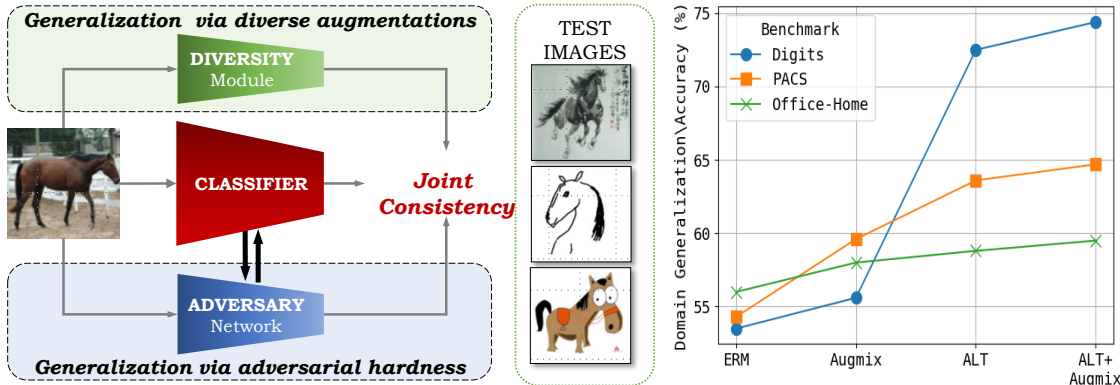 Generalization via diverse augmentations
DIVERSITY
Module
CLASSIFIER
Joint
Consistency
ADVERSARY
Network
Generalization via adversarial hardness
TEST
IMAGES
Domain Generalization\Accuracy (%)
75
70
65
60
55
Benchmark
Digits
PACS
Office-Home
ERM
Augmix
ALT
ALT+
Augmix